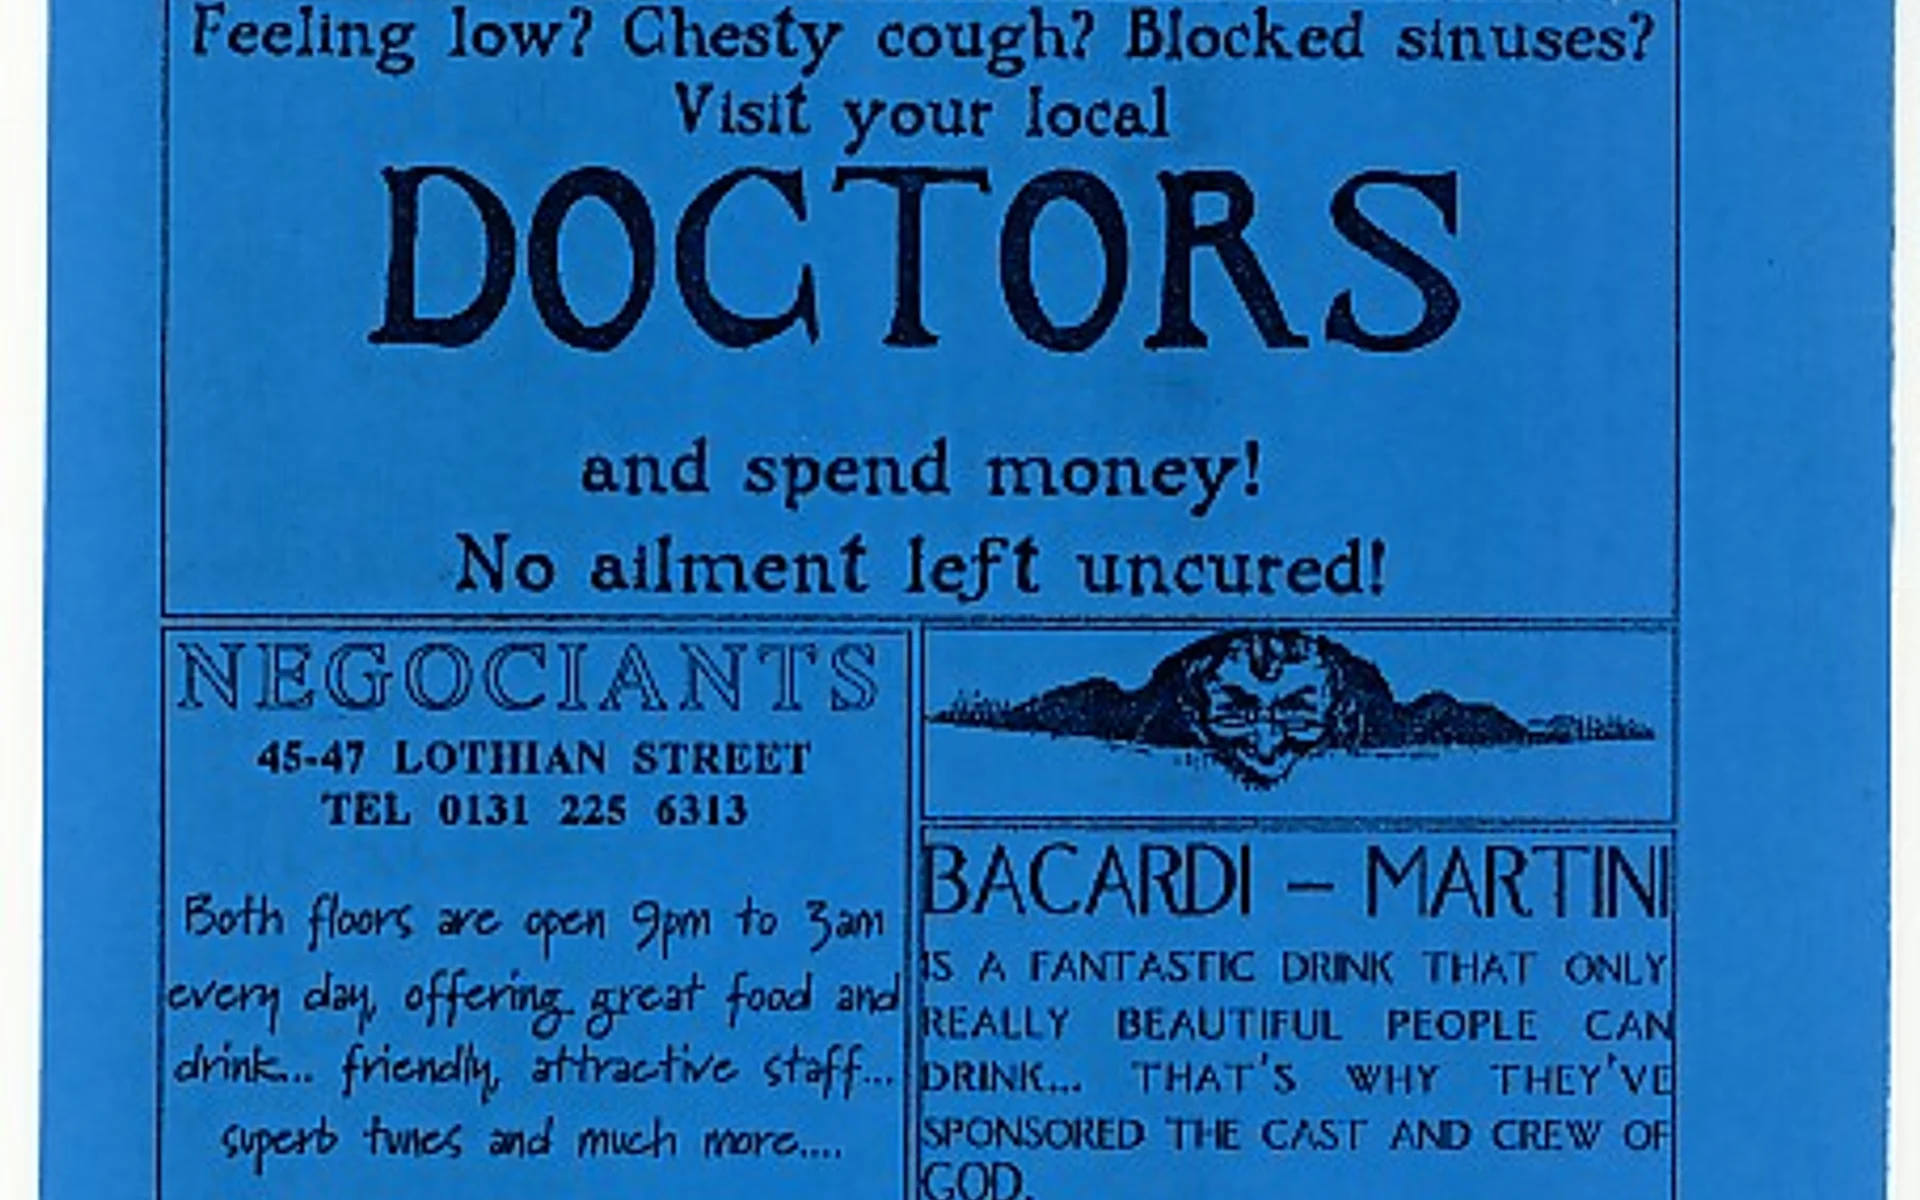 Feeling low? Chesty cough? Blocked sinuses?
Visit your local
DOCTORS
and spend money!
No ailment left uncured!
NEGOCIANTS
45-47 LOTHIAN STREET
TEL 0131 225 6313
Both floors are open 9pm to 3am
every day, offering great food and
drink... friendly, attractive staff...
superb tunes and much more....
BACARDI – MARTINI
IS A FANTASTIC DRINK THAT ONLY
REALLY BEAUTIFUL PEOPLE CAN
DRINK... THAT'S WHY THEY'VE
SPONSORED THE CAST AND CREW OF
GOD.